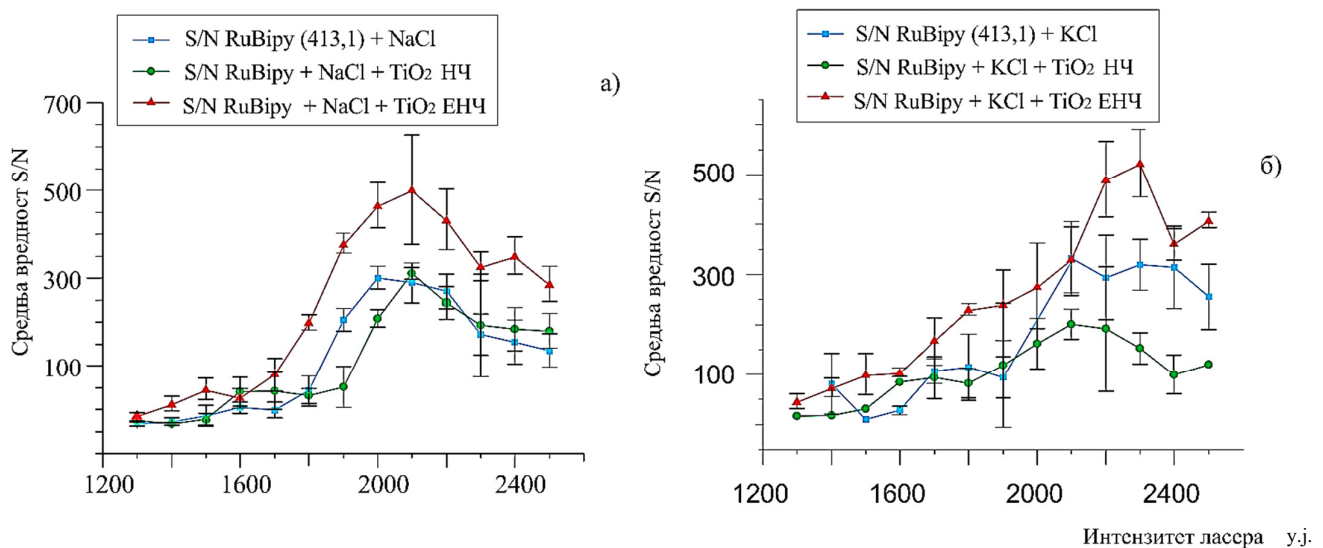 S/N RuBipy (413,1) + NaCl
S/N RuBipy + NaCl + TiO2 НЧ
S/N RuBipy + NaCl + TiO2 ЕНЧ
а)
Средња вредност S/N
700
500
300
100
1200
1600
2000
2400
S/N RuBipy (413,1) + KCl
S/N RuBipy + KCl + TiO2 НЧ
S/N RuBipy + KCl + TiO2 ЕНЧ
б)
Средња вредност S/N
500
300
100
1200
1600
2000
2400
Интензитет ласера y.j.